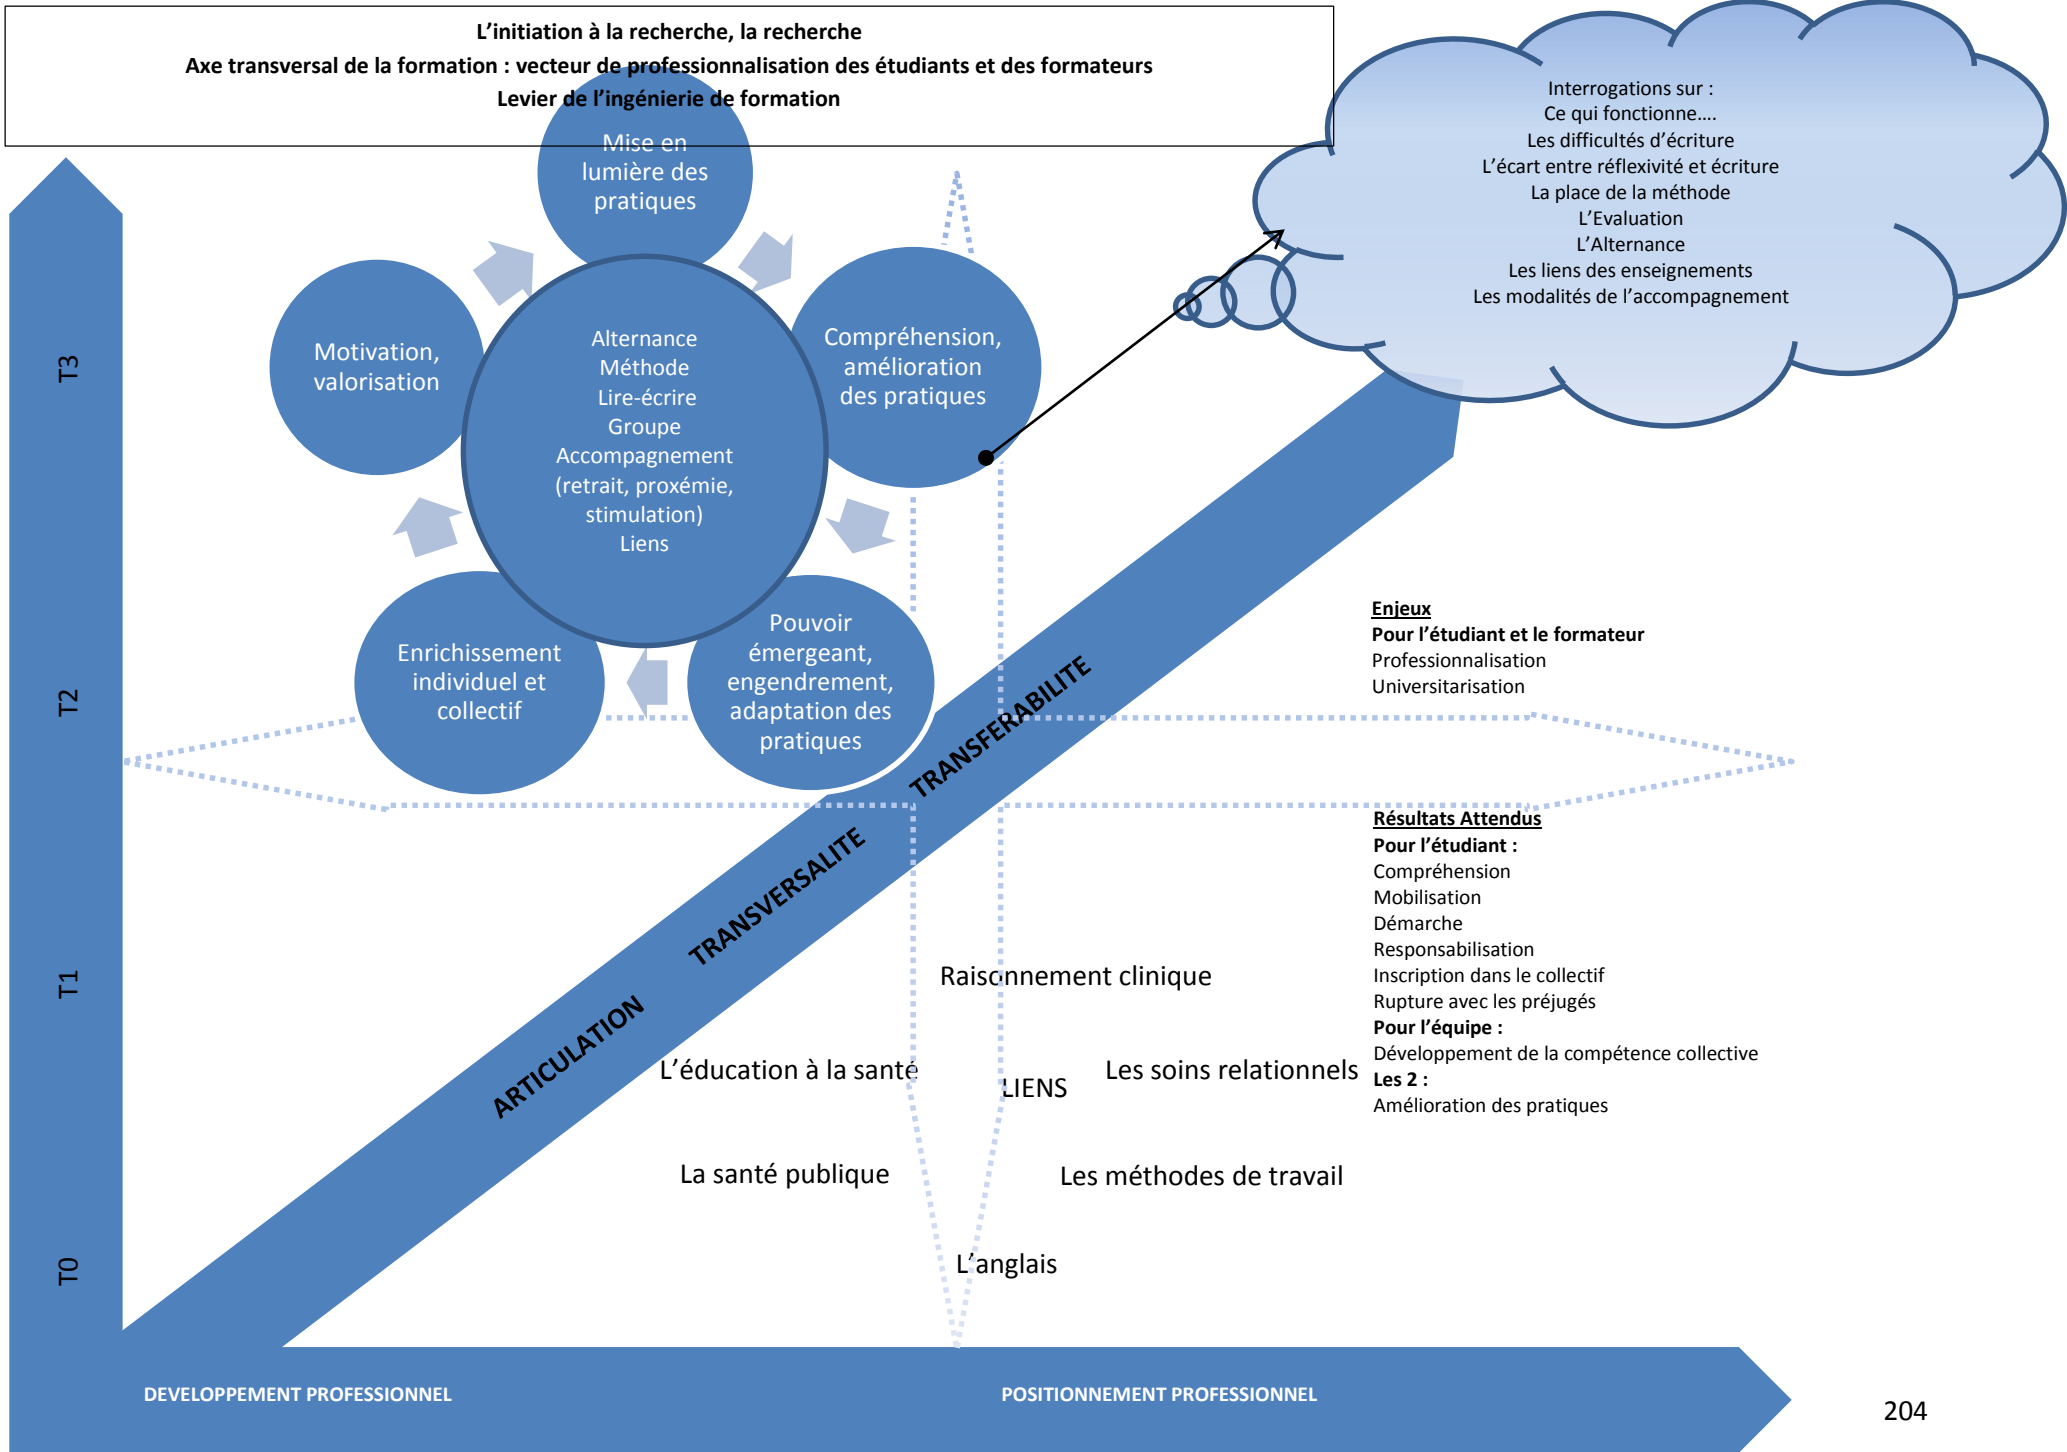 L’initiation à la recherche, la recherche
Axe transversal de la formation : vecteur de professionnalisation des étudiants et des formateurs
Levier de l’ingénierie de formation
Interrogations sur :
Ce qui fonctionne….
Les difficultés d’écriture
L’écart entre réflexivité et écriture
La place de la méthode
L’Evaluation
L’Alternance
Les liens des enseignements
Les modalités de l’accompagnement
Mise en
lumière des
pratiques
Compréhension,
amélioration
des pratiques
Pouvoir
émergeant,
engendrement,
adaptation des
pratiques
Enrichissement
individuel et
collectif
Motivation,
valorisation
Alternance
Méthode
Lire-écrire
Groupe
Accompagnement
(retrait, proxémie,
stimulation)
Liens
T3
T2
T1
T0
ARTICULATION
TRANSVERSALITE
TRANSFERABILITE
Enjeux
Pour l’étudiant et le formateur
Professionnalisation
Universitarisation
Résultats Attendus
Pour l’étudiant :
Compréhension
Mobilisation
Démarche
Responsabilisation
Inscription dans le collectif
Rupture avec les préjugés
Pour l’équipe :
Développement de la compétence collective
Les 2 :
Amélioration des pratiques
Raisonnement clinique
L’éducation à la santé
LIENS
Les soins relationnels
La santé publique
Les méthodes de travail
L’anglais
DEVELOPPEMENT PROFESSIONNEL
POSITIONNEMENT PROFESSIONNEL
204